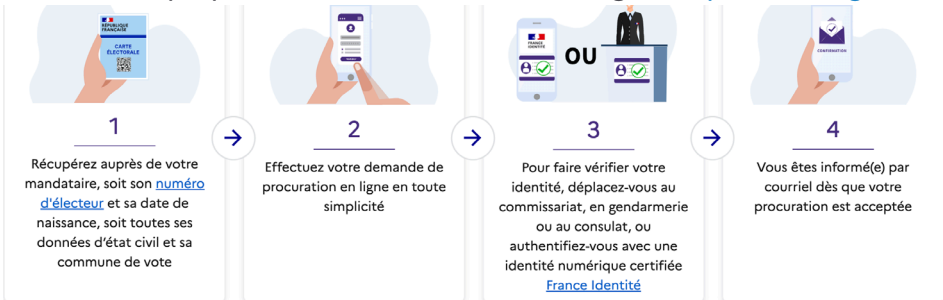 RÉPUBLIQUE
FRANÇAISE
CARTE
ÉLECTORALE
1
Récupérez auprès de votre
mandataire, soit son numéro
d'électeur et sa date de
naissance, soit toutes ses
données d'état civil et sa
commune de vote
2
Effectuez votre demande de
procuration en ligne en toute
simplicité
FRANCE
IDENTITÉ
OU
3
Pour faire vérifier votre
identité, déplacez-vous au
commissariat, en gendarmerie
ou au consulat, ou
authentifiez-vous avec une
identité numérique certifiée
France Identité
CONFIRMATION
4
Vous êtes informé(e) par
courriel dès que votre
procuration est acceptée